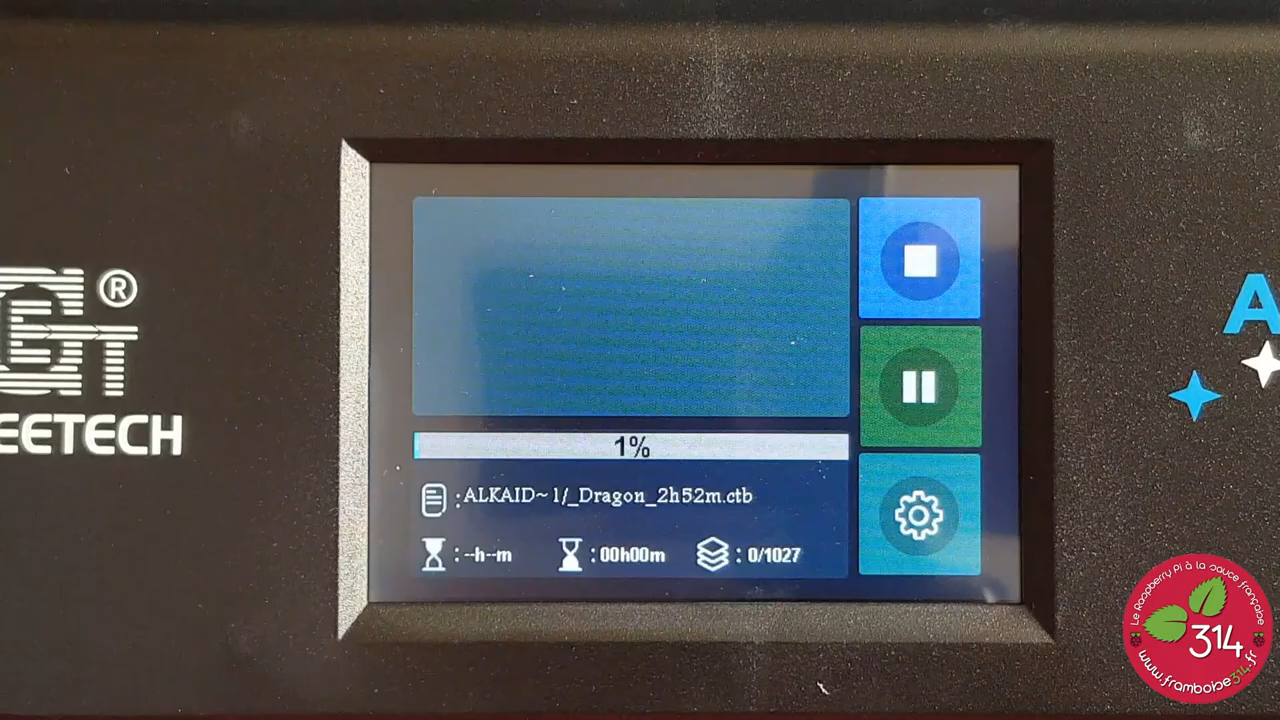 ®
EETECH
A
1%
:ALKAID~1/_Dragon_2h52m.ctb
:--h--m
:00h00m
:0/1027
Le Raspberry Pi à la sauce française
314
www.framboise314.fr